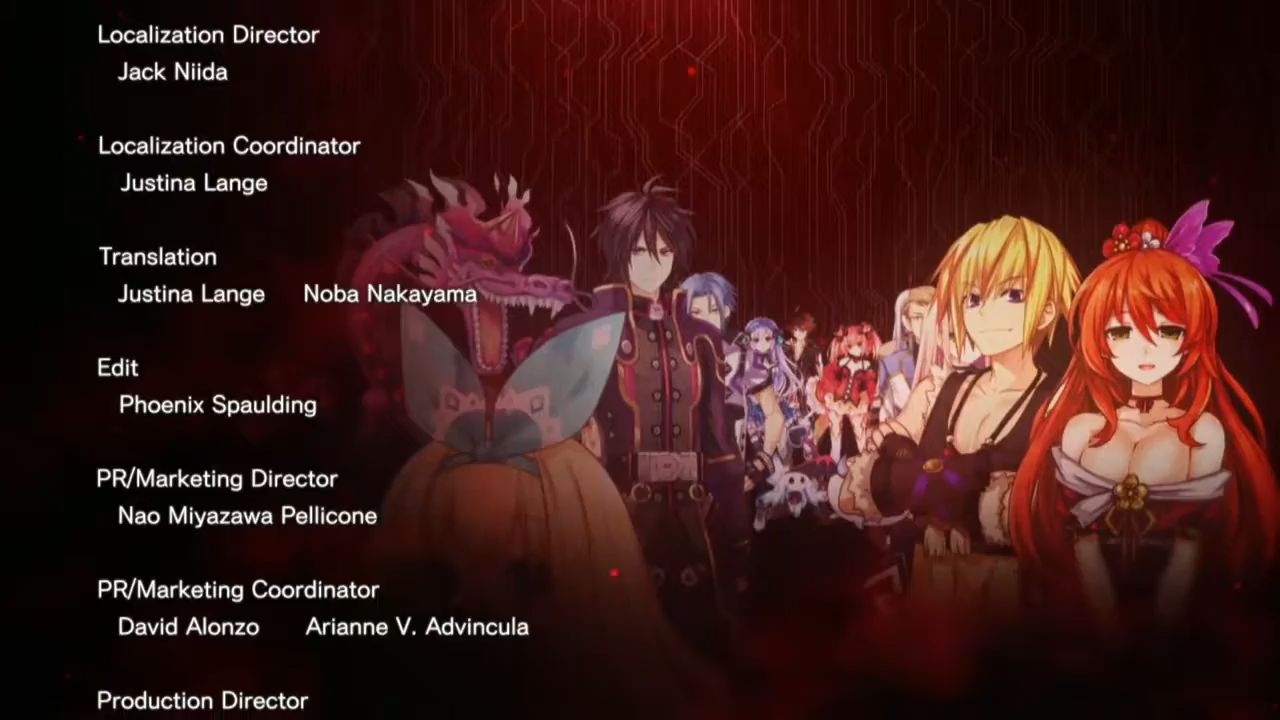 Localization Director
Jack Niida
Localization Coordinator
Justina Lange
Translation
Justina Lange Noba Nakayama
Edit
Phoenix Spaulding
PR/Marketing Director
Nao Miyazawa Pellicone
PR/Marketing Coordinator
David Alonzo Arianne V. Advincula
Production Director